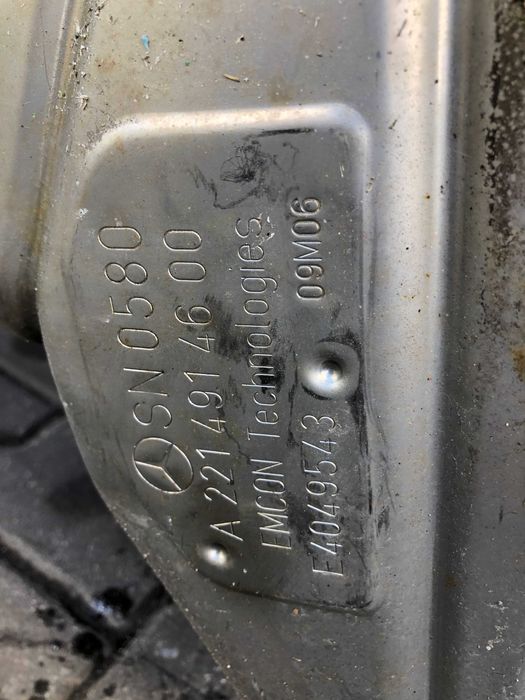 SN 0580
A 221 491 46 00
EMCON Technologies
E4049543 09M06